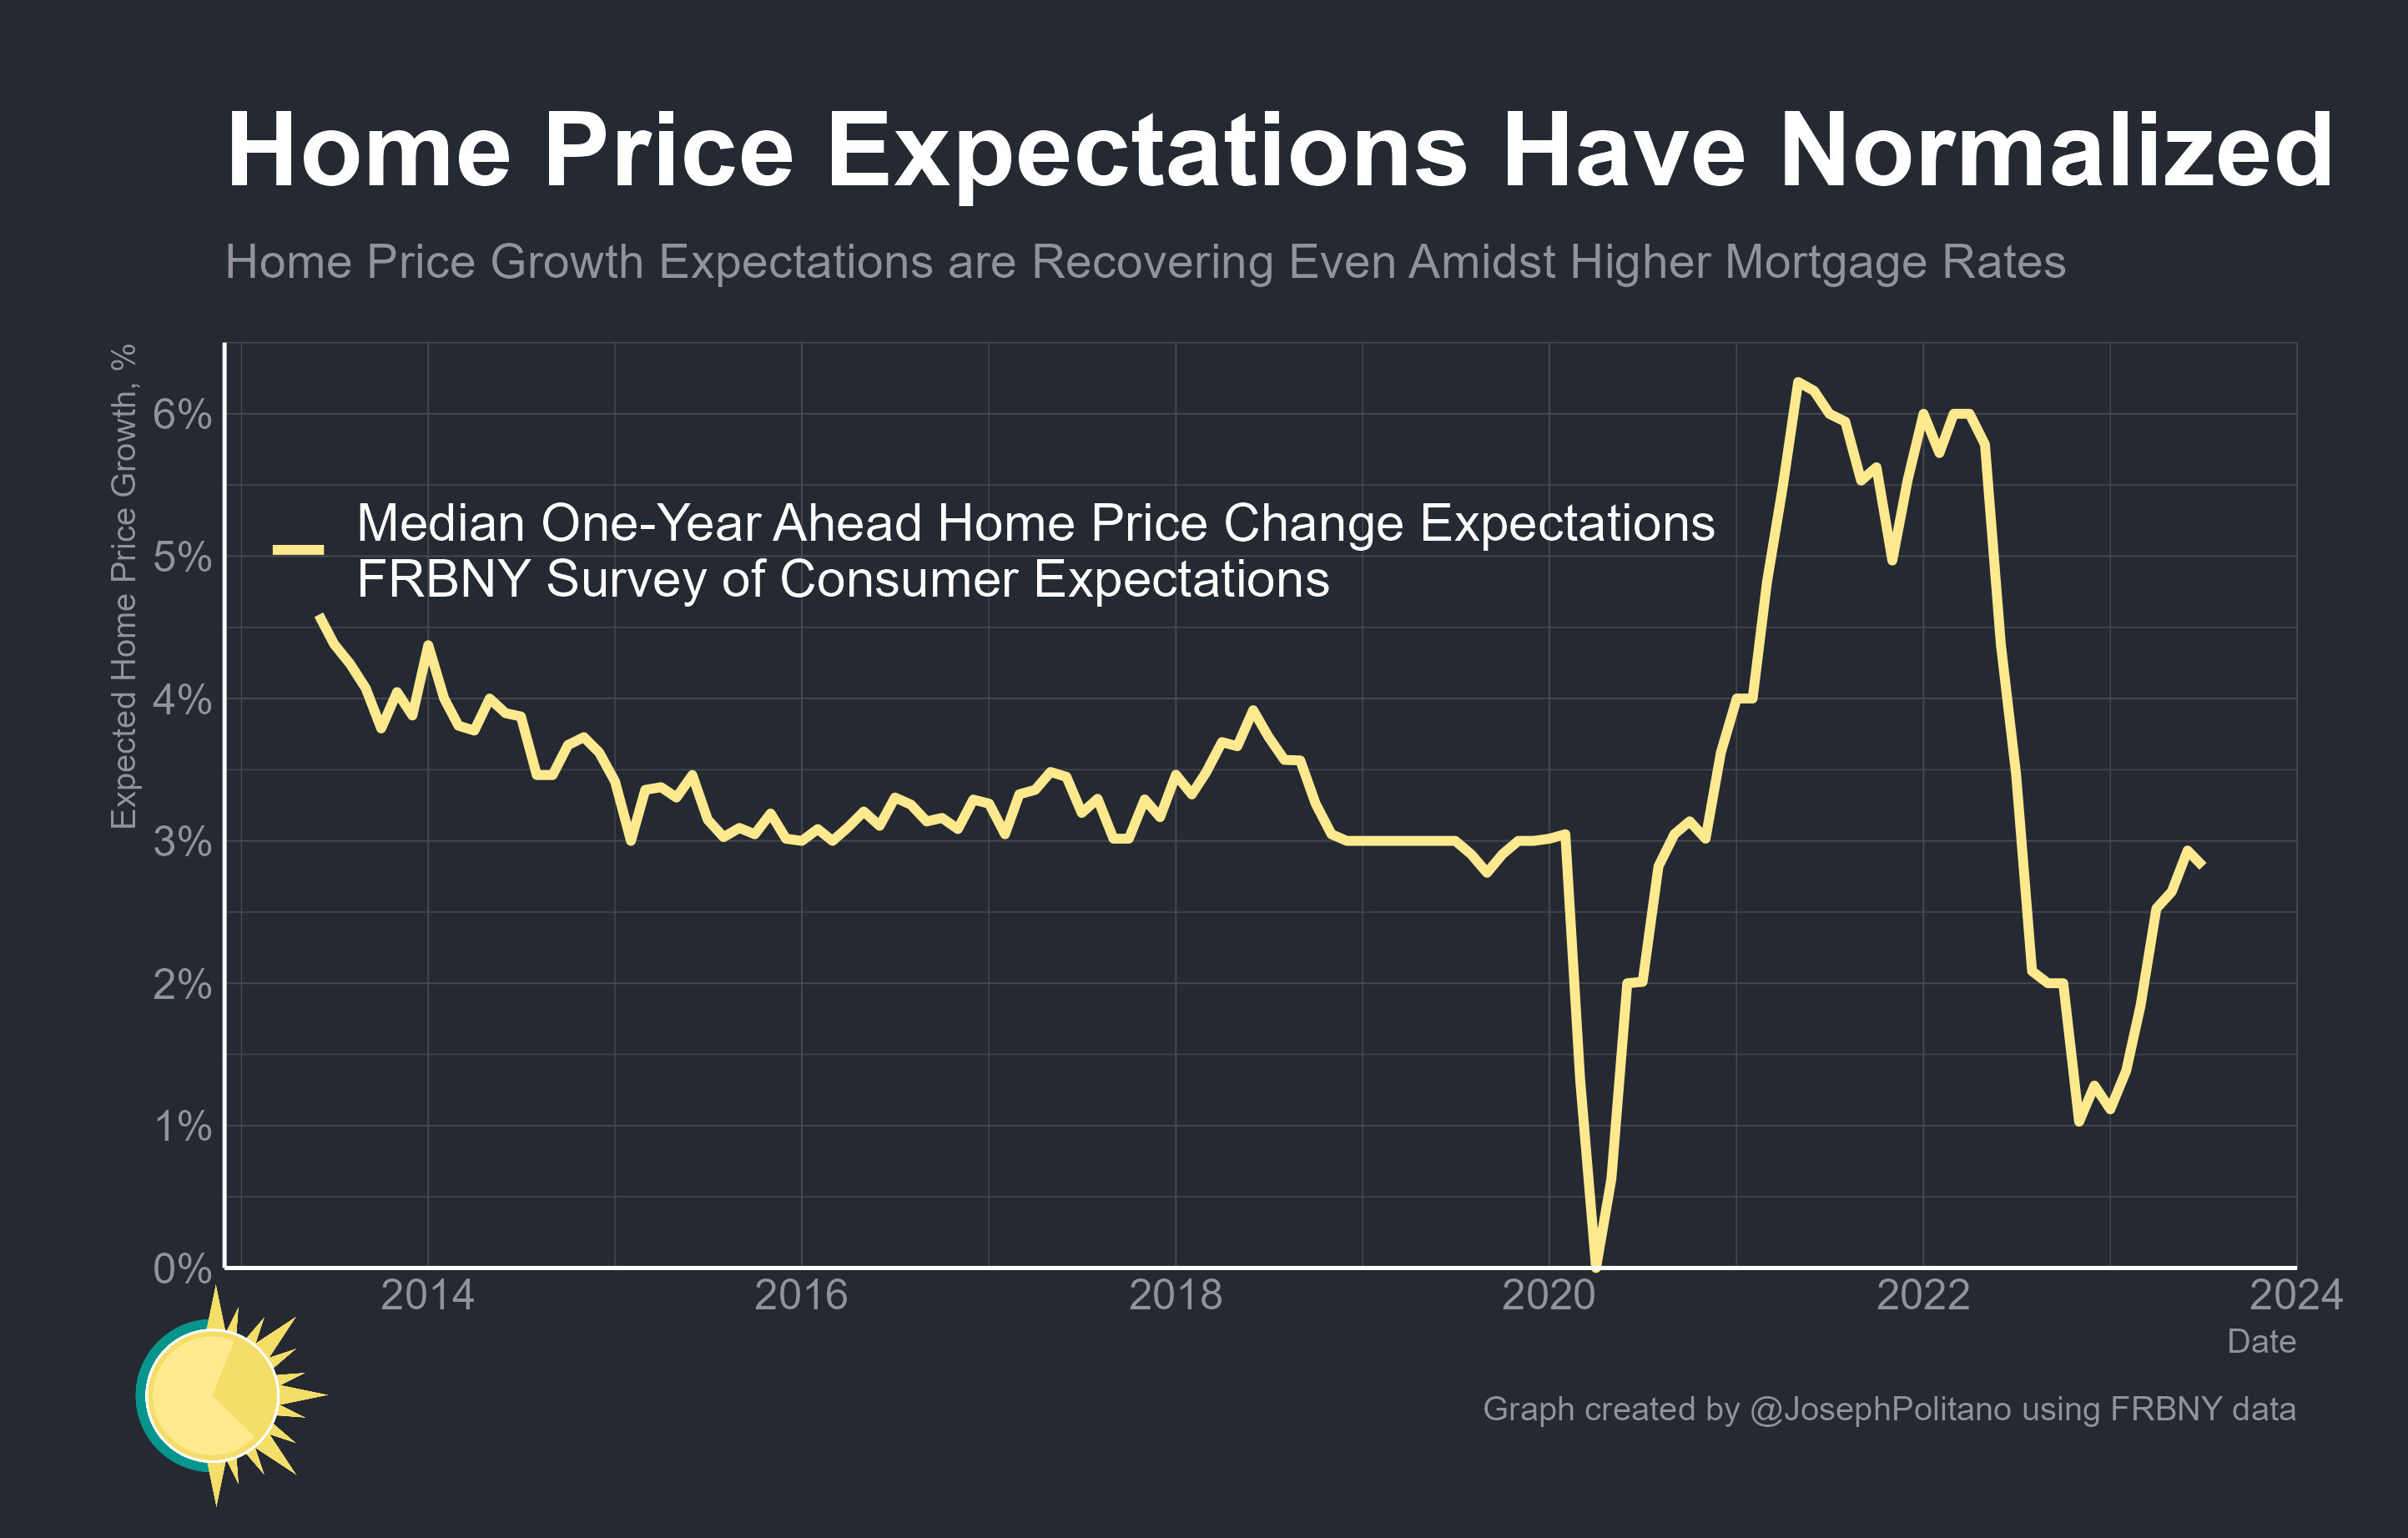 Home Price Expectations Have Normalized
Home Price Growth Expectations are Recovering Even Amidst Higher Mortgage Rates
Expected Home Price Growth, %
6%
5%
4%
3%
2%
1%
0%
Median One-Year Ahead Home Price Change Expectations
FRBNY Survey of Consumer Expectations
2014 2016 2018 2020 2022 2024
Date
Graph created by @JosephPolitano using FRBNY data